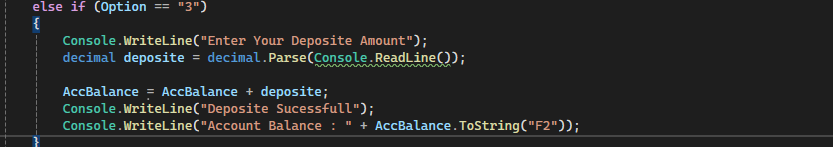 else if (Option == "3")
{
Console.WriteLine("Enter Your Deposite Amount");
decimal deposite = decimal.Parse(Console.ReadLine());
AccBalance = AccBalance + deposite;
Console.WriteLine("Deposite Sucessfull");
Console.WriteLine("Account Balance : " + AccBalance.ToString("F2"));
}